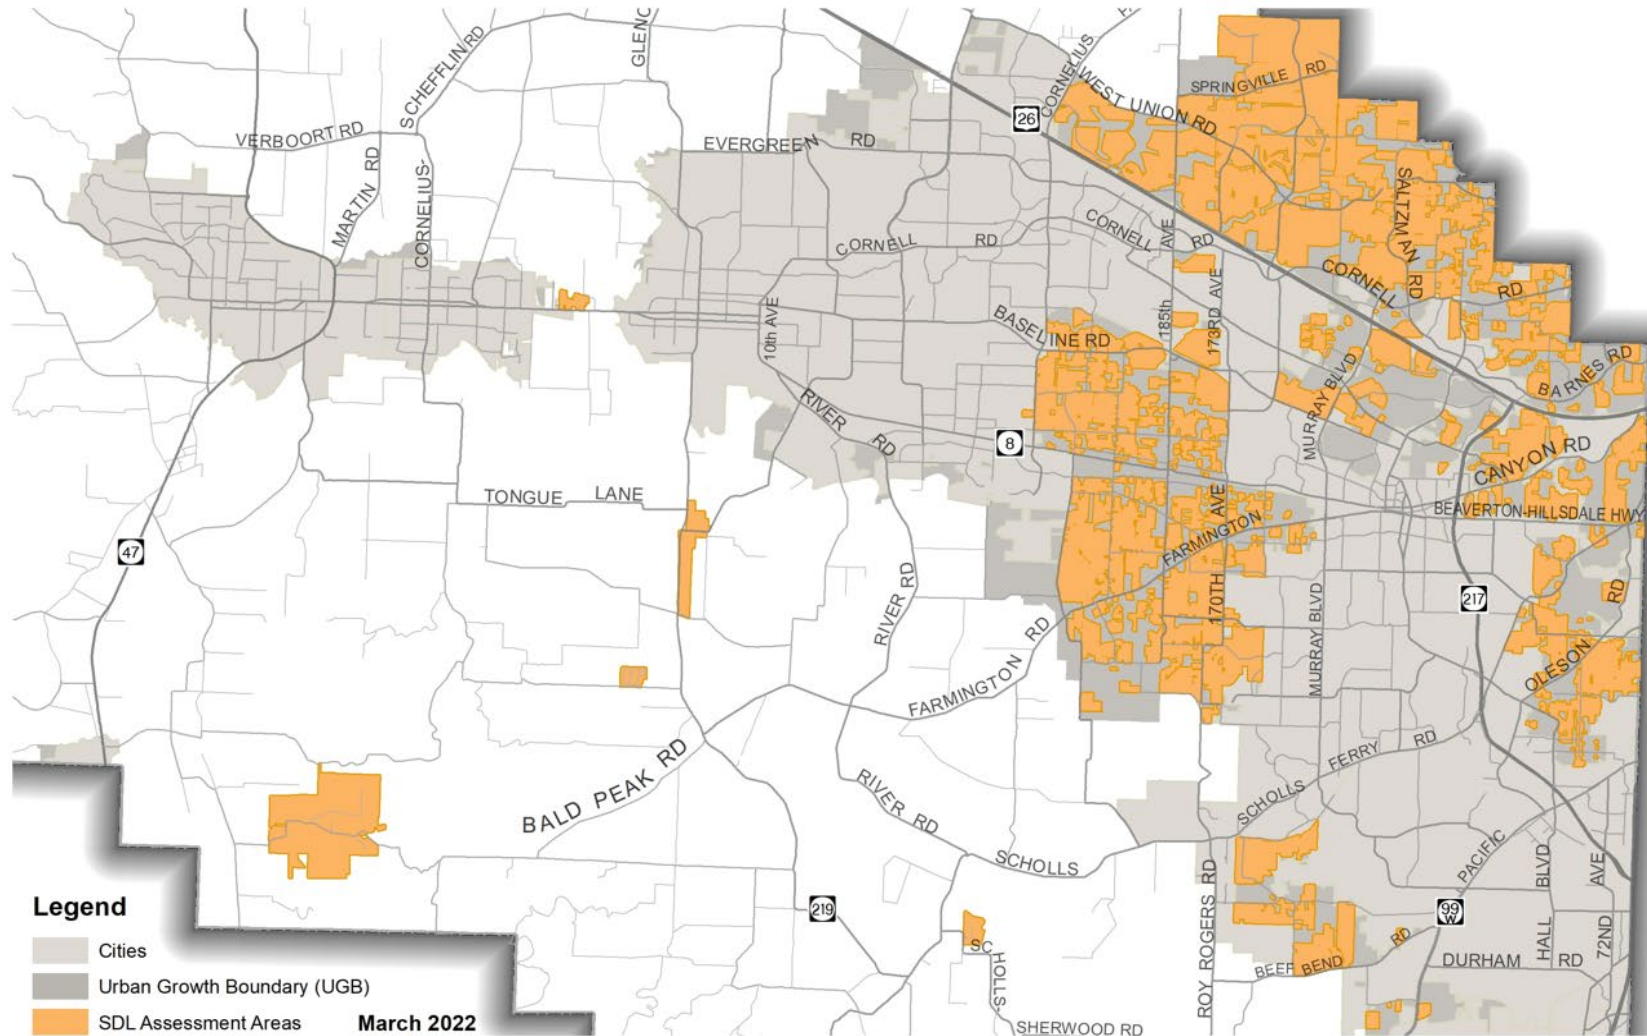 SCHEFFLIN RD
GLENC
CORNELIUS
PA
WEST UNION RD
SPRINGVILLE RD
26
VERBOORT RD
EVERGREEN RD
MARTIN RD
CORNELIUS-
SALTZMAN RD
CORNELL RD
CORNELL RD
185th AVE
173RD AVE
CORNELL RD
10th AVE
BASELINE RD
MURRAY BLVD
BARNES RD
RIVER RD
8
CANYON RD
TONGUE LANE
170TH AVE
FARMINGTON
BEAVERTON-HILLSDALE HWY
47
RIVER RD
217
FARMINGTON RD
MURRAY BLVD
OLESON RD
BALD PEAK RD
SCHOLLS FERRY RD
RIVER RD
SCHOLLS
PACIFIC
ROY ROGERS RD
HALL BLVD
72ND AVE
219
99
W
SC
HOLLS-
BEEF BEND RD
DURHAM RD
SHERWOOD RD
Legend
Cities
Urban Growth Boundary (UGB)
SDL Assessment Areas
March 2022